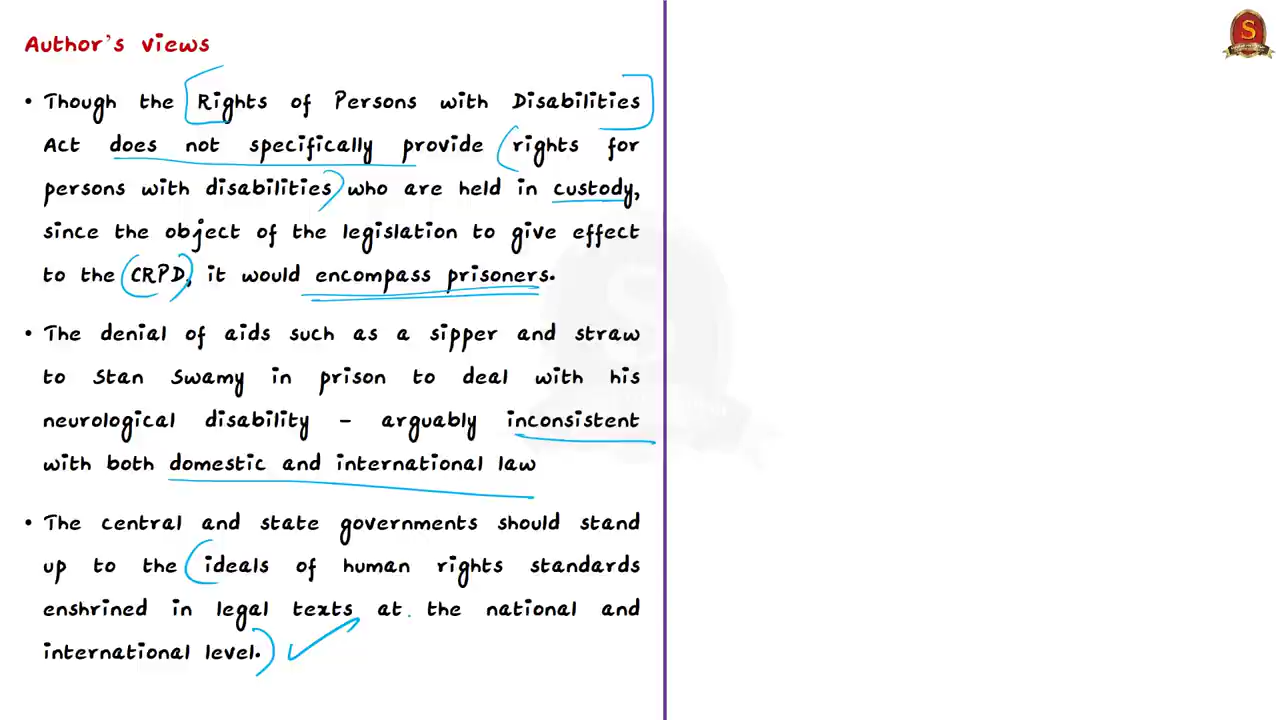 Author's views
• Though the Rights of Persons with Disabilities
Act does not specifically provide rights for
persons with disabilities who are held in custody,
since the object of the legislation to give effect
to the CRPD, it would encompass prisoners.
• The denial of aids such as a sipper and straw
to Stan Swamy in prison to deal with his
neurological disability – arguably inconsistent
with both domestic and international law
• The central and state governments should stand
up to the ideals of human rights standards
enshrined in legal texts at the national and
international level.
S